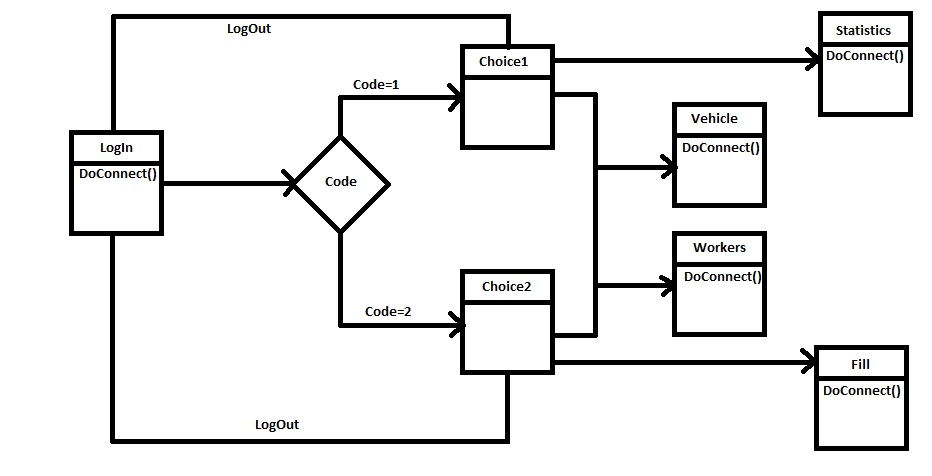 LogOut
Statistics
DoConnect()
Choice1
Code=1
Vehicle
DoConnect()
LogIn
DoConnect()
Code
Workers
DoConnect()
Choice2
Code=2
Fill
DoConnect()
LogOut